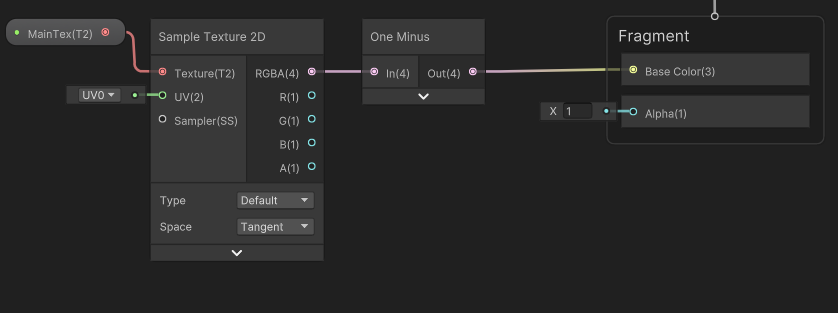 MainTex(T2)
Sample Texture 2D
Texture(T2)
RGBA(4)
UV0
UV(2)
R(1)
Sampler(SS)
G(1)
B(1)
A(1)
Type
Default
Space
Tangent
One Minus
In(4)
Out(4)
Fragment
Base Color(3)
X 1
Alpha(1)